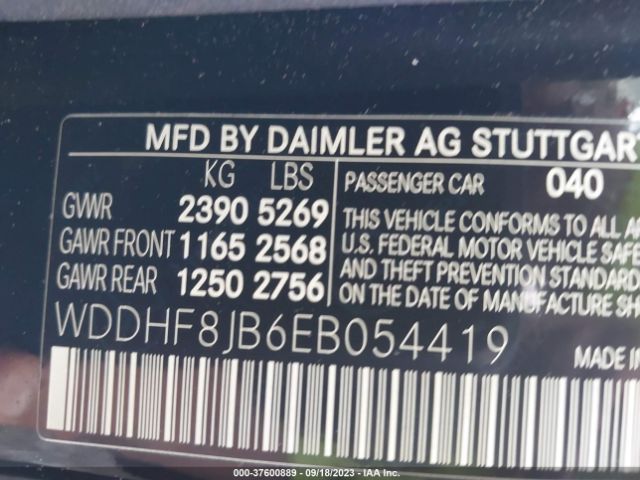 MFD BY DAIMLER AG STUTTGAR
KG LBS
GVWR 2390 5269
GAWR FRONT 1165 2568
GAWR REAR 1250 2756
PASSENGER CAR 040
THIS VEHICLE CONFORMS TO ALL
U.S. FEDERAL MOTOR VEHICLE SAFE
AND THEFT PREVENTION STANDARD
ON THE DATE OF MANUFACTURE SH
WDDHF8JB6EB054419
MADE IN
000-37600889 - 09/18/2023 - IAA Inc.